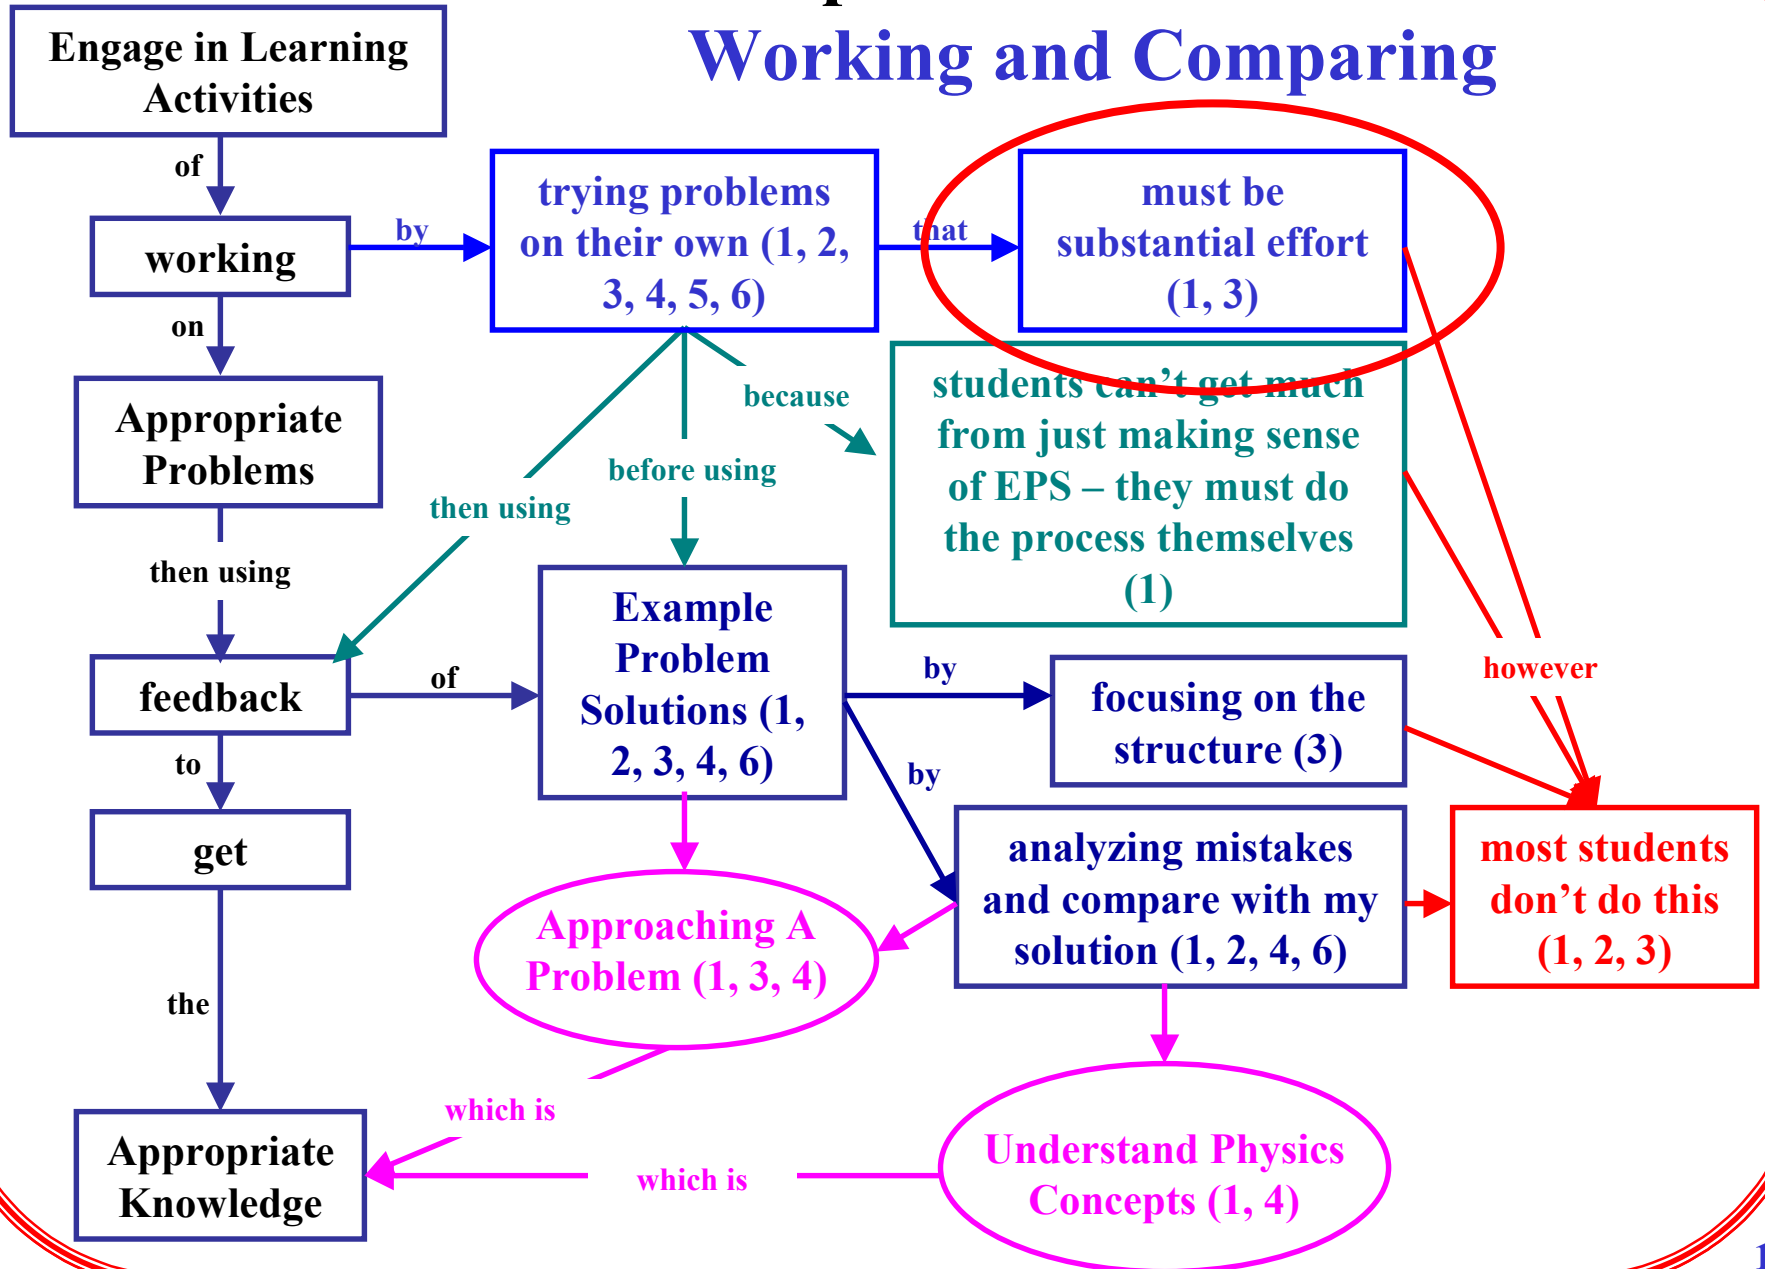 Working and Comparing
Engage in Learning
Activities
of
working
by
trying problems
on their own (1, 2,
3, 4, 5, 6)
that
must be
substantial effort
(1, 3)
on
Appropriate
Problems
because
students can’t get much
from just making sense
of EPS – they must do
the process themselves
(1)
before using
then using
then using
Example
Problem
Solutions (1,
2, 3, 4, 6)
feedback
of
by
focusing on the
structure (3)
however
to
by
get
analyzing mistakes
and compare with my
solution (1, 2, 4, 6)
most students
don’t do this
(1, 2, 3)
Approaching A
Problem (1, 3, 4)
the
which is
Appropriate
Knowledge
which is
Understand Physics
Concepts (1, 4)